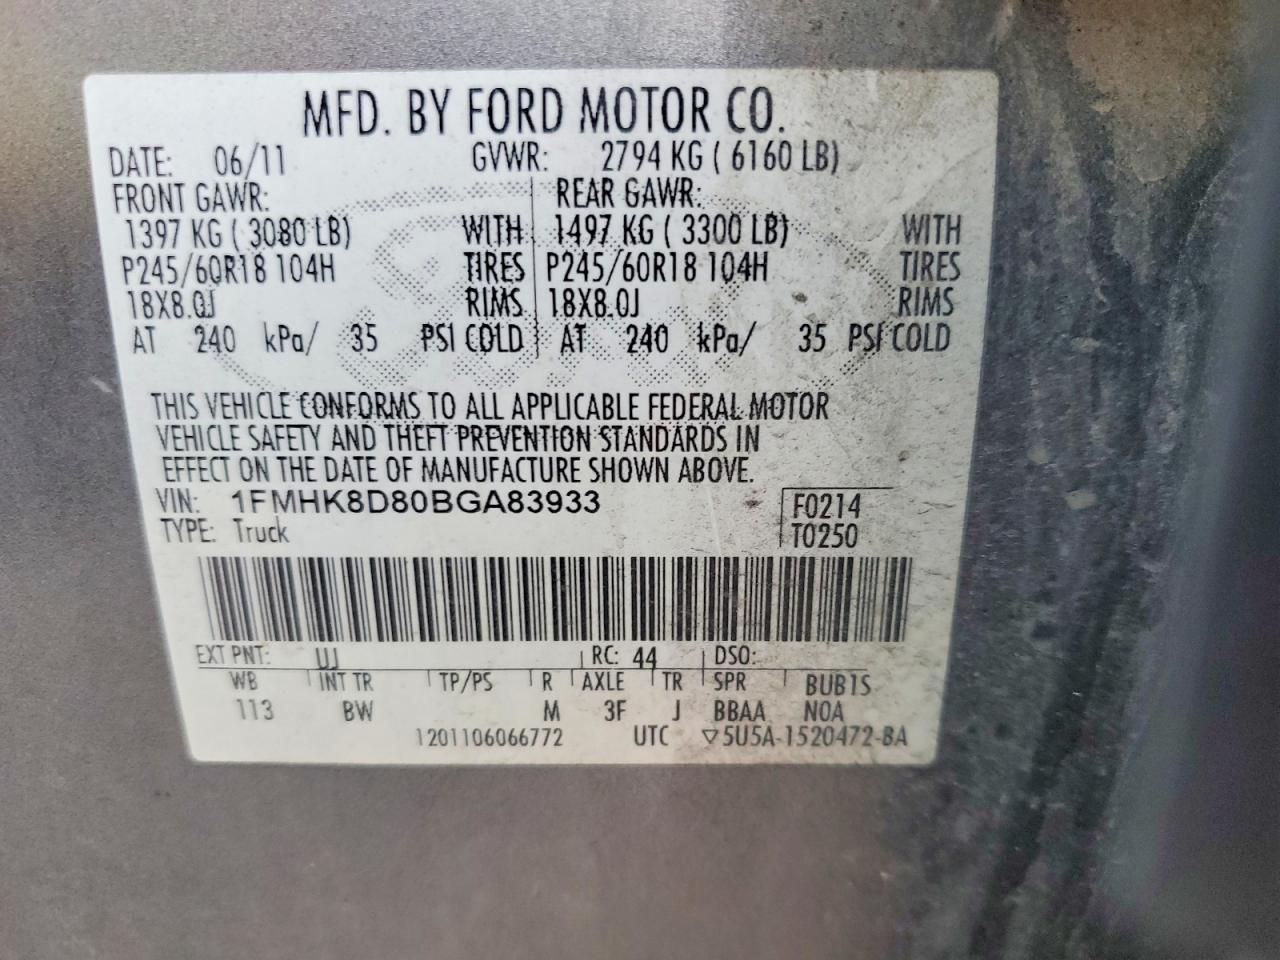 MFD. BY FORD MOTOR CO.
DATE: 06/11 GVWR: 2794 KG ( 6160 LB)
FRONT GAWR: REAR GAWR:
1397 KG ( 3080 LB) WITH 1497 KG ( 3300 LB) WITH
P245/60R18 104H TIRES P245/60R18 104H TIRES
18X8.0J RIMS 18X8.0J RIMS
AT 240 kPa/ 35 PSI COLD AT 240 kPa/ 35 PSI COLD
THIS VEHICLE CONFORMS TO ALL APPLICABLE FEDERAL MOTOR
VEHICLE SAFETY AND THEFT PREVENTION STANDARDS IN
EFFECT ON THE DATE OF MANUFACTURE SHOWN ABOVE.
VIN: 1FMHK8D80BGA83933 F0214
TYPE: Truck T0250
EXT PNT: UJ RC: 44 DSO:
WB INT TR TP/PS R AXLE TR SPR BUB1S
113 BW M 3F J BBAA N0A
1201106066772 UTC ▽5U5A-1520472-BA